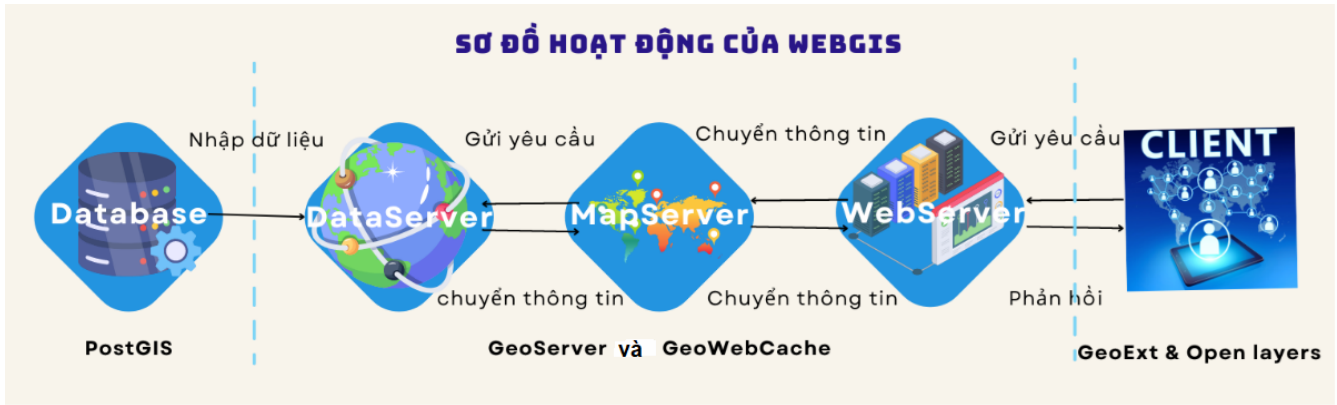 SƠ ĐỒ HOẠT ĐỘNG CỦA WEBGIS
Nhập dữ liệu
Gửi yêu cầu
Chuyển thông tin
Gửi yêu cầu
CLIENT
Database
DataServer
MapServer
WebServer
chuyển thông tin
Chuyển thông tin
Phản hồi
PostGIS
GeoServer và GeoWebCache
GeoExt & Open layers